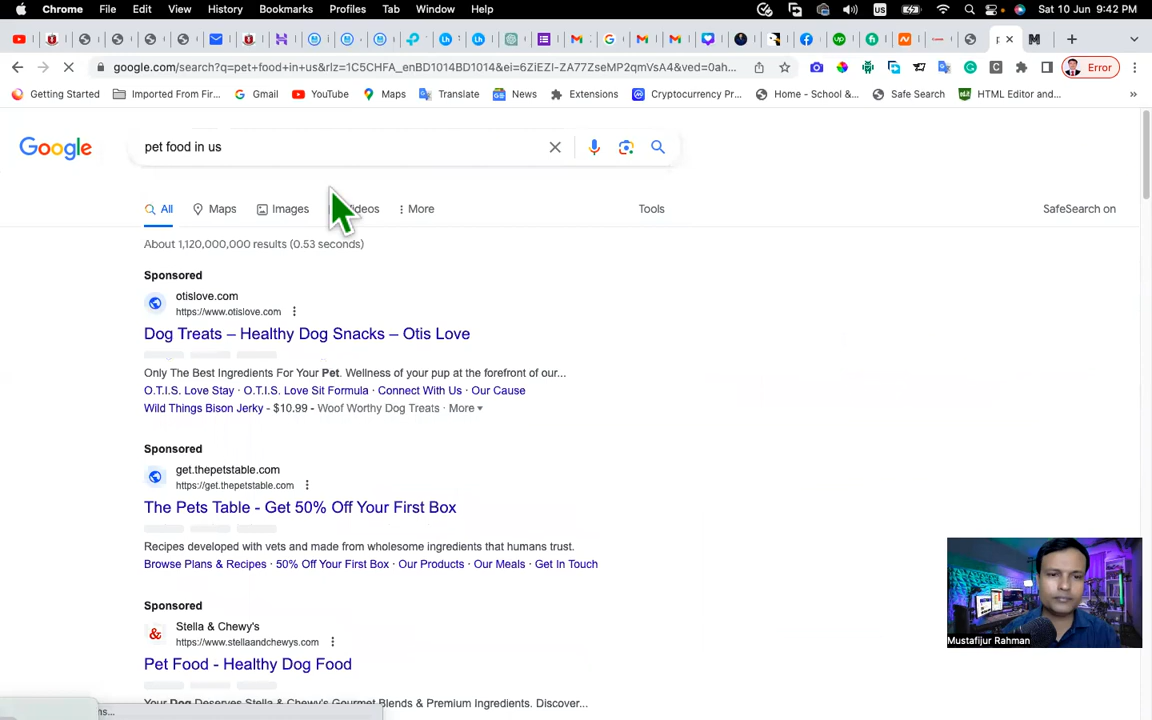 Chrome File Edit View History Bookmarks Profiles Tab Window Help US Sat 10 Jun 9:42 PM
google.com/search?q=pet+food+in+us&rlz=1C5CHFA_enBD1014BD1014&ei=6ZiEZI-ZA77ZseMP2qmVsA4&ved=0ah... Error
Getting Started Imported From Fir... Gmail YouTube Maps Translate News Extensions Cryptocurrency Pr... Home - School &... Safe Search HTML Editor and... »
Google pet food in us
All Maps Images Videos More Tools SafeSearch on
About 1,120,000,000 results (0.53 seconds)
Sponsored
otislove.com
https://www.otislove.com
Dog Treats – Healthy Dog Snacks – Otis Love
Only The Best Ingredients For Your Pet. Wellness of your pup at the forefront of our...
O.T.I.S. Love Stay · O.T.I.S. Love Sit Formula · Connect With Us · Our Cause
Wild Things Bison Jerky - $10.99 - Woof Worthy Dog Treats · More
Sponsored
get.thepetstable.com
https://get.thepetstable.com
The Pets Table - Get 50% Off Your First Box
Recipes developed with vets and made from wholesome ingredients that humans trust.
Browse Plans & Recipes · 50% Off Your First Box · Our Products · Our Meals · Get In Touch
Sponsored
Stella & Chewy's
https://www.stellaandchewys.com
Pet Food - Healthy Dog Food
Your Dog Deserves Stella & Chewy's Gourmet Blends & Premium Ingredients. Discover...
Mustafijur Rahman